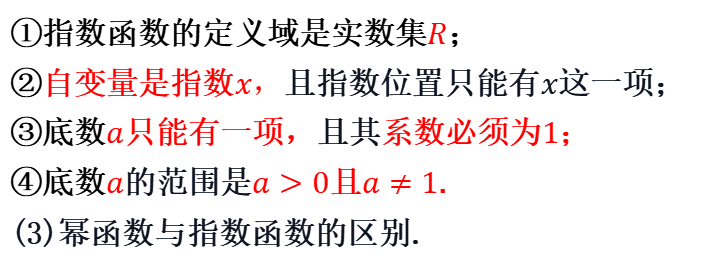 ①指数函数的定义域是实数集R；
②自变量是指数x，且指数位置只能有x这一项；
③底数a只能有一项，且其系数必须为1；
④底数a的范围是a > 0且a ≠ 1.
(3)幂函数与指数函数的区别.